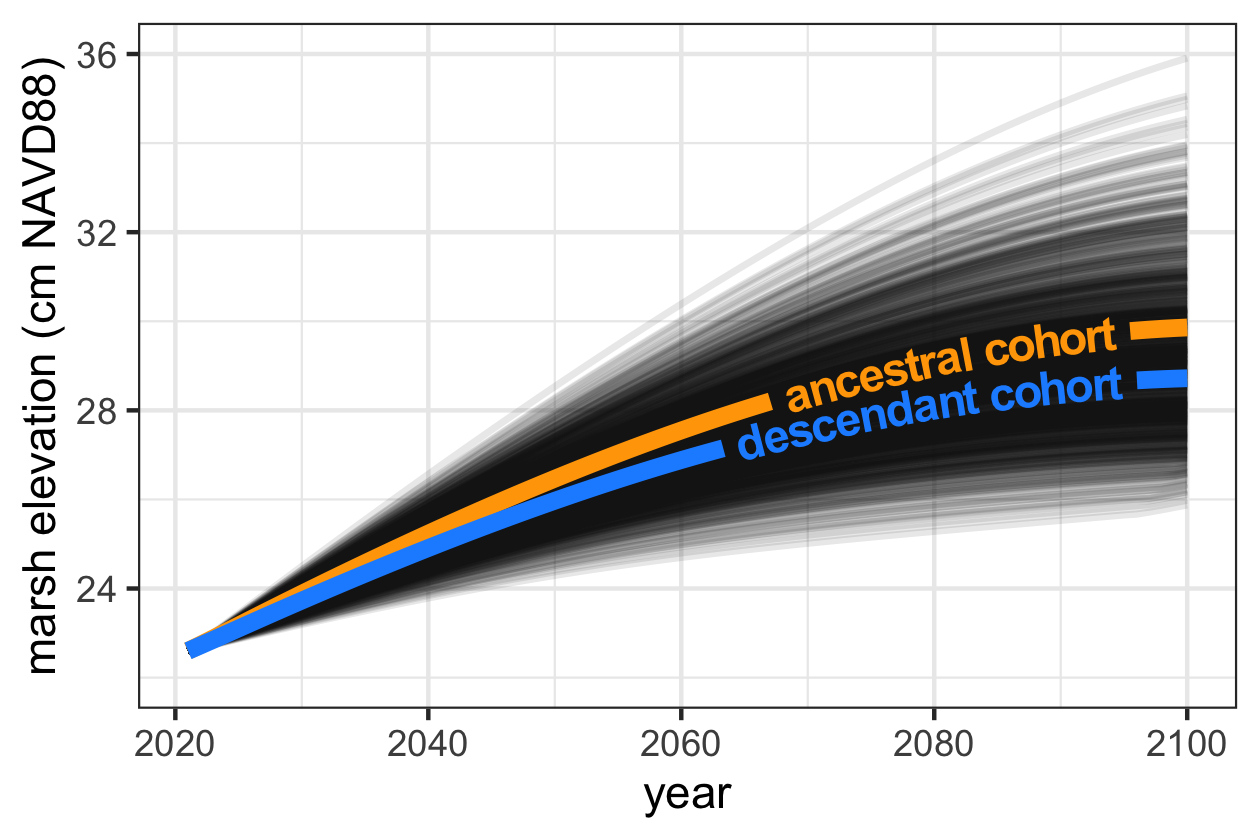 marsh elevation (cm NAVD88)
36
32
28
24
ancestral cohort
descendant cohort
2020 2040 2060 2080 2100
year